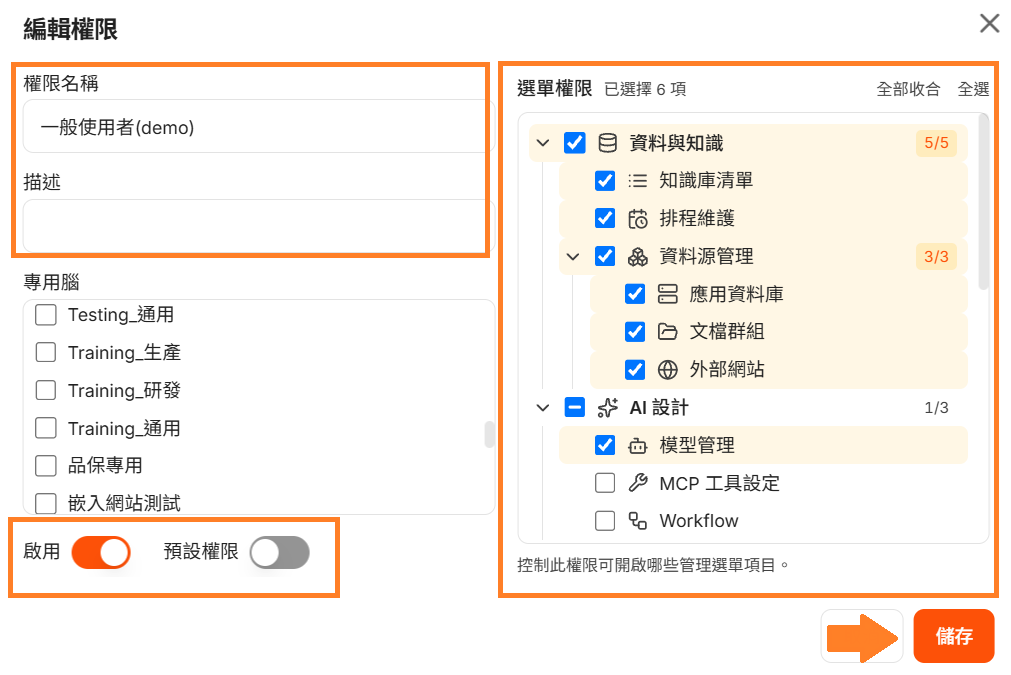 編輯權限
權限名稱
一般使用者(demo)
描述
專用腦
Testing_通用
Training_生產
Training_研發
Training_通用
品保專用
嵌入網站測試
啟用
預設權限
選單權限 已選擇 6 項 全部收合 全選
資料與知識 5/5
知識庫清單
排程維護
資料源管理 3/3
應用資料庫
文檔群組
外部網站
AI 設計 1/3
模型管理
MCP 工具設定
Workflow
控制此權限可開啟哪些管理選單項目。
儲存